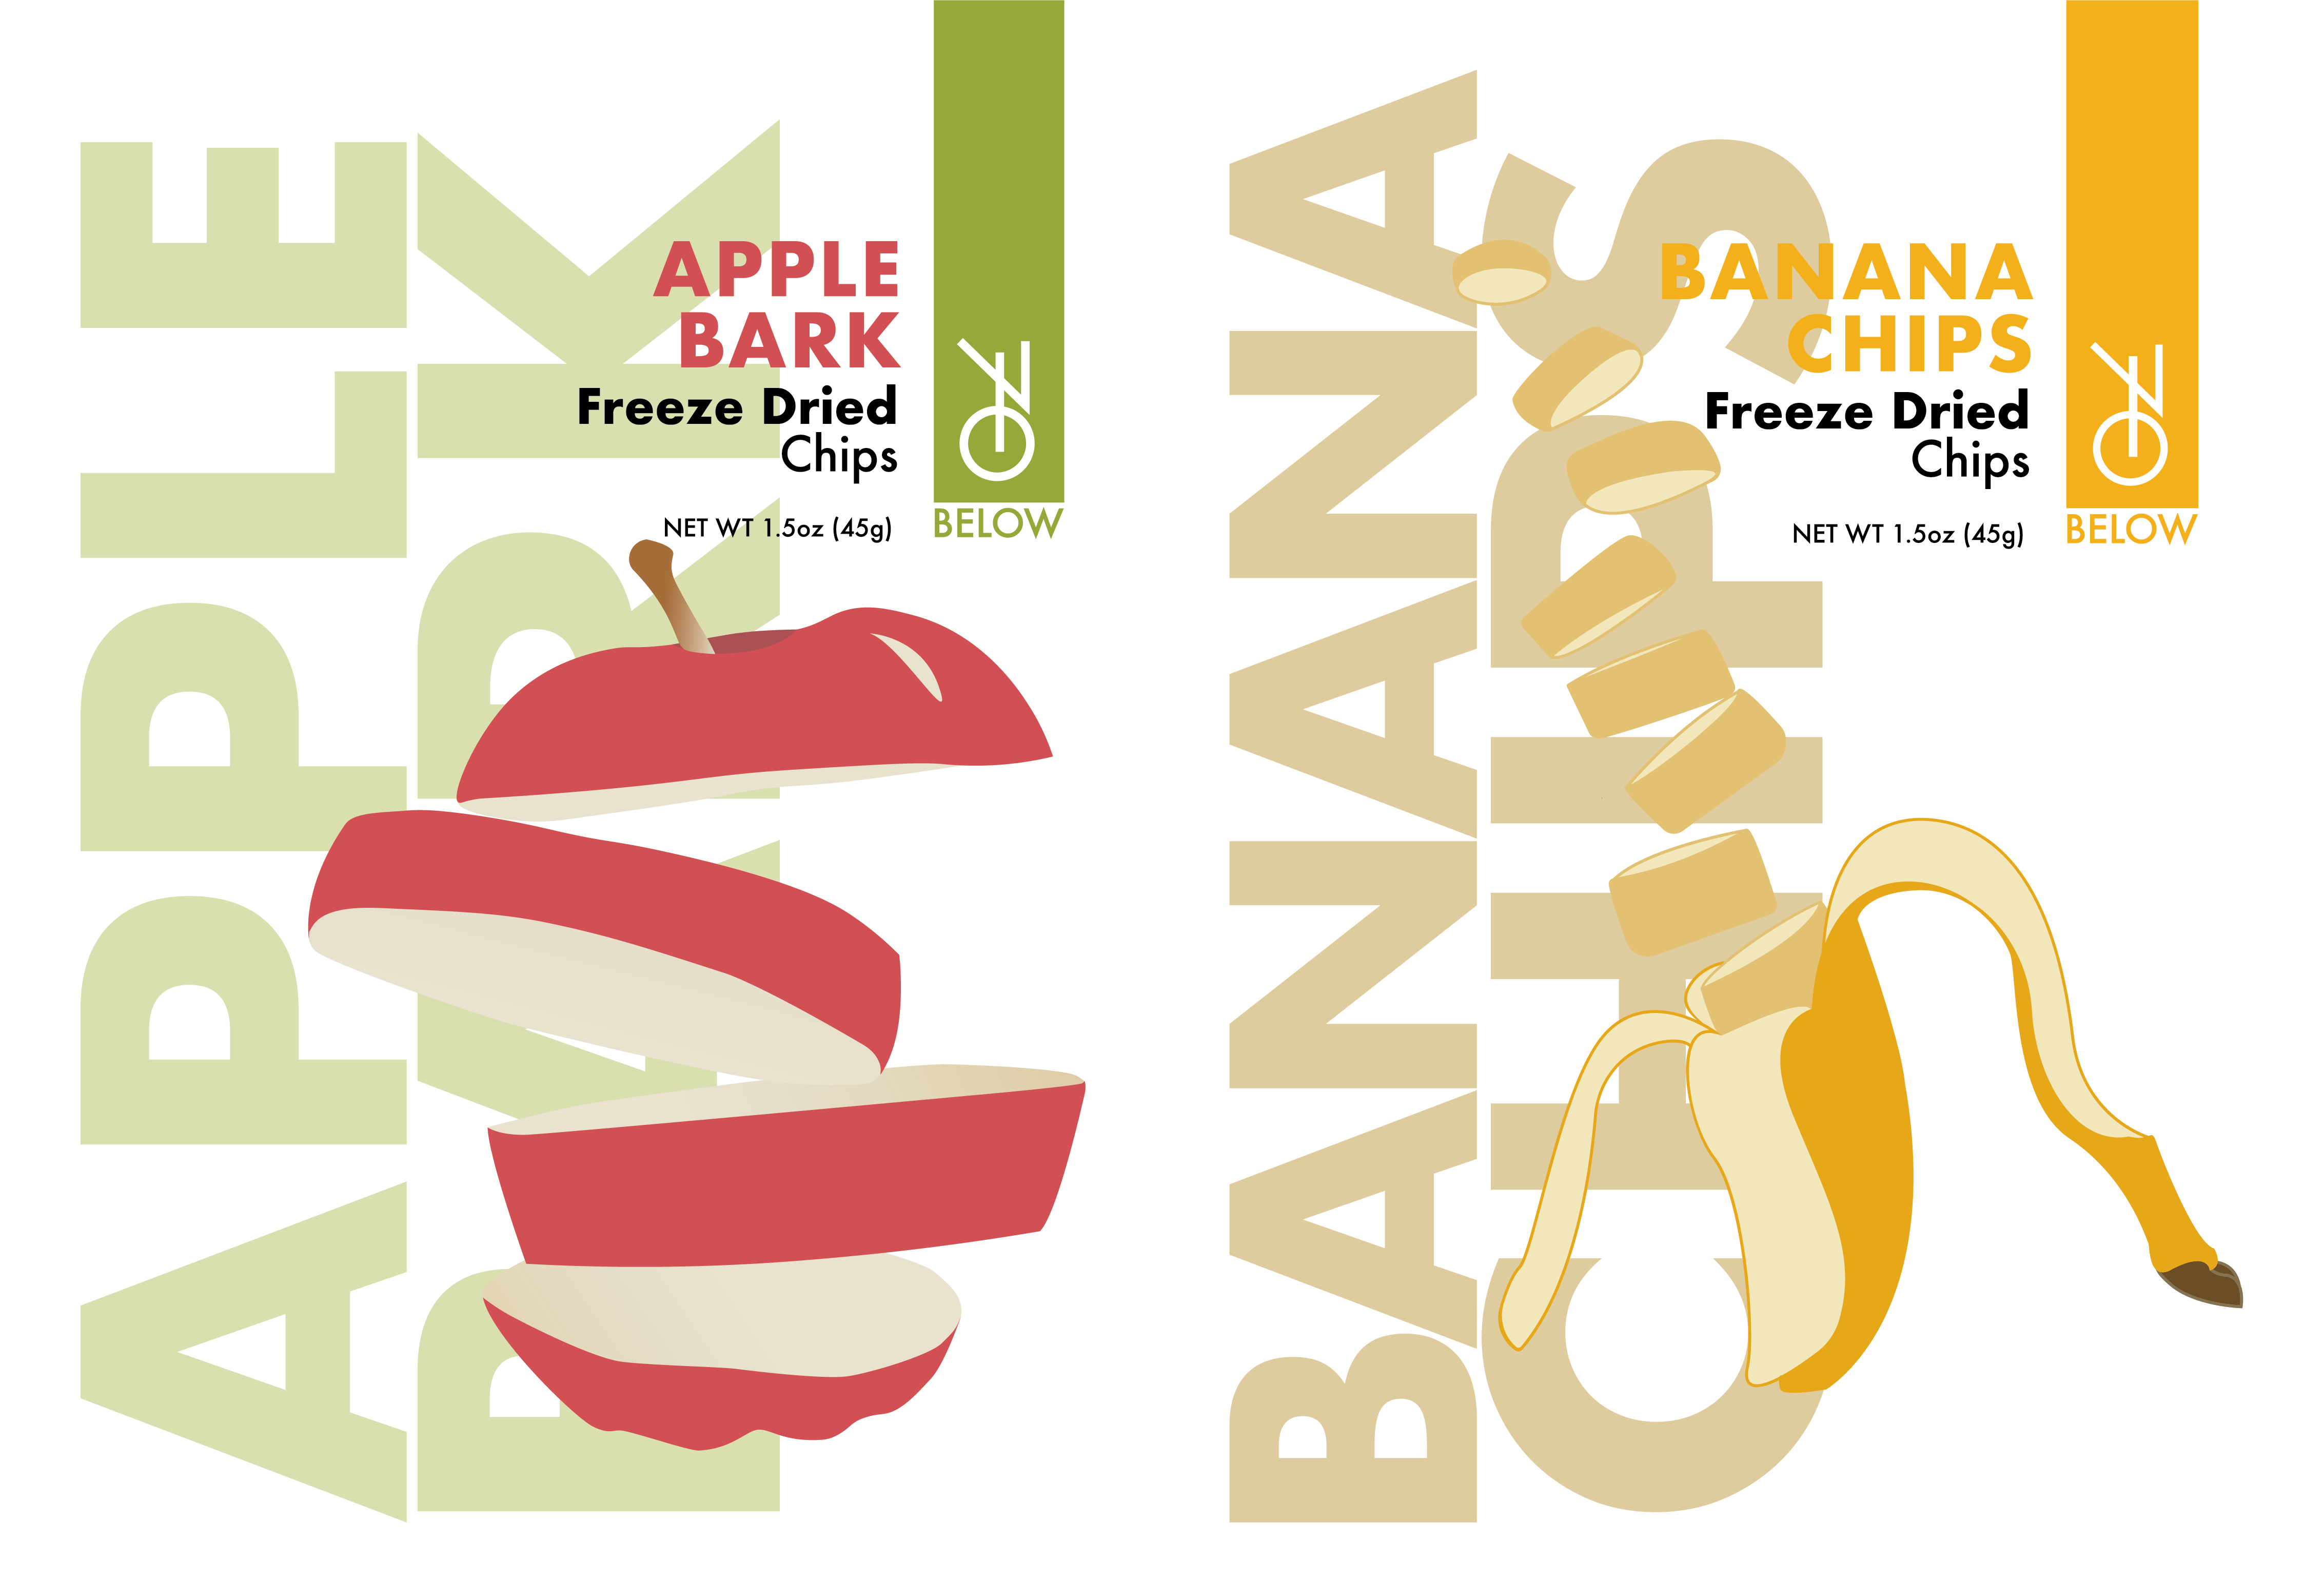 APPLE
BARK
APPLE
BARK
Freeze Dried
Chips
NET WT 1.5oz (45g)
BELOW
BANANA
CHIPS
BANANA
CHIPS
Freeze Dried
Chips
NET WT 1.5oz (45g)
BELOW